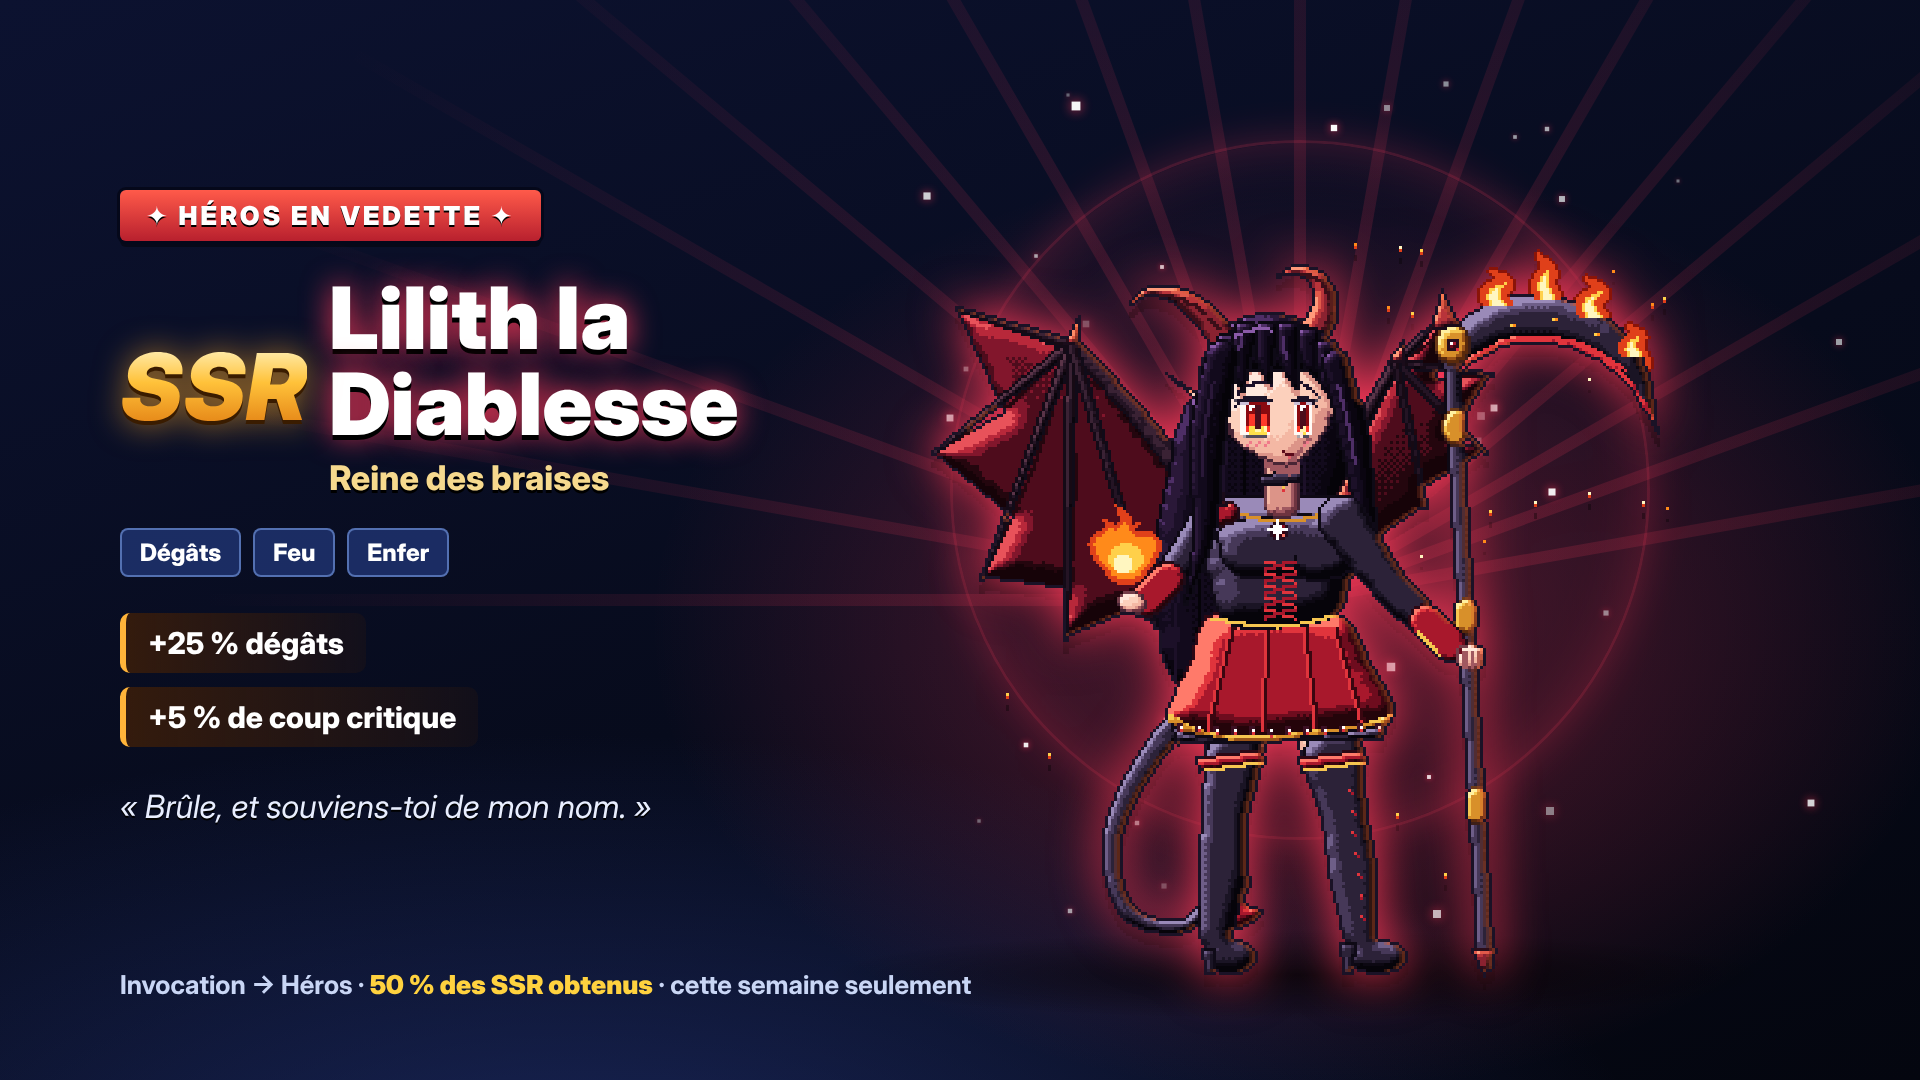 ✦ HÉROS EN VEDETTE ✦
SSR
Lilith la
Diablesse
Reine des braises
Dégâts Feu Enfer
+25 % dégâts
+5 % de coup critique
« Brûle, et souviens-toi de mon nom. »
Invocation → Héros · 50 % des SSR obtenus · cette semaine seulement